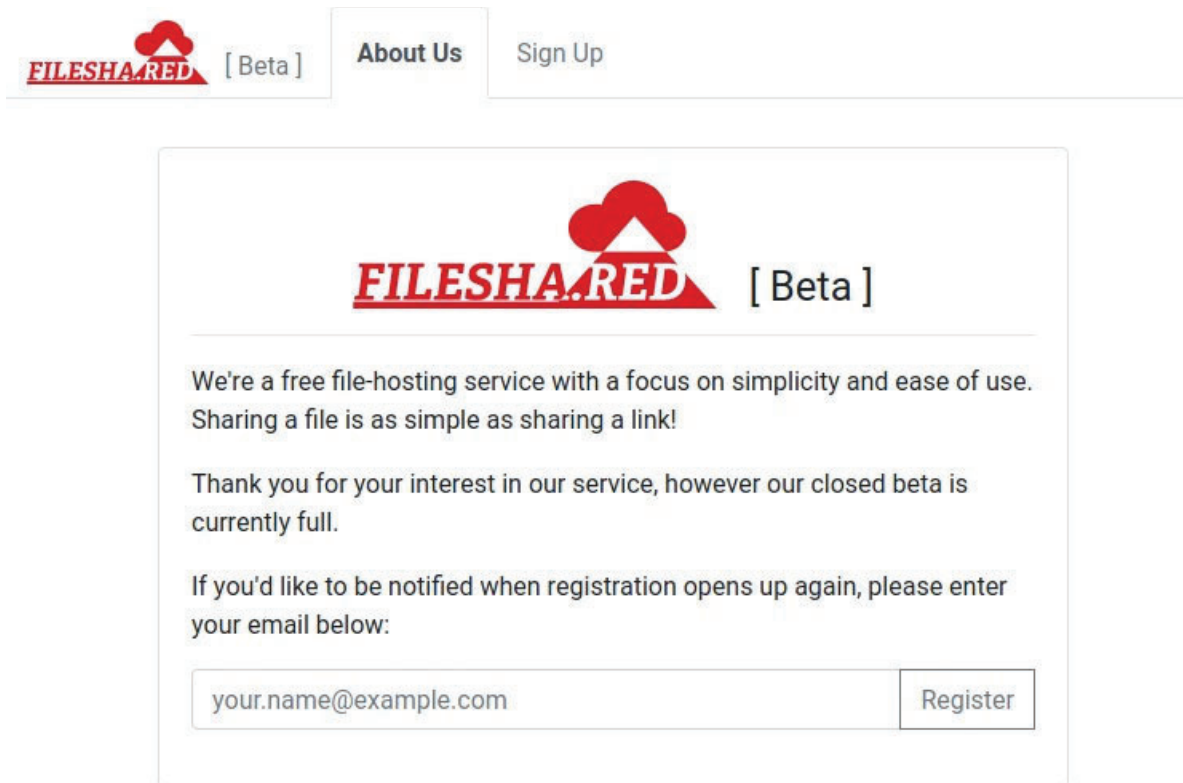 FILESHA.RED [ Beta ] About Us Sign Up
FILESHA.RED [ Beta ]
We're a free file-hosting service with a focus on simplicity and ease of use.
Sharing a file is as simple as sharing a link!
Thank you for your interest in our service, however our closed beta is
currently full.
If you'd like to be notified when registration opens up again, please enter
your email below:
your.name@example.com Register